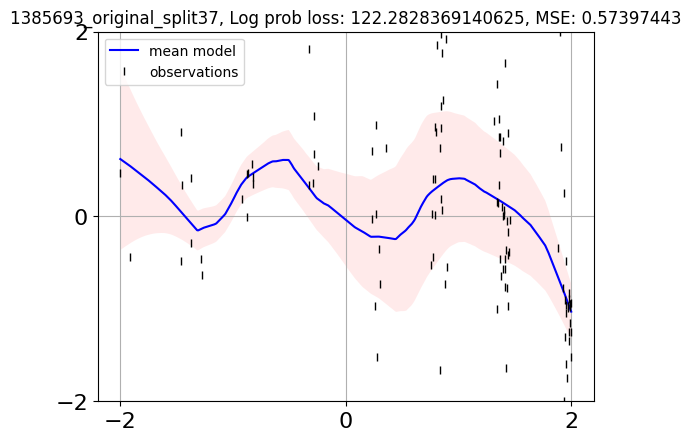 1385693_original_split37, Log prob loss: 122.2828369140625, MSE: 0.57397443
2
0
−2
−2
0
2
mean model
observations